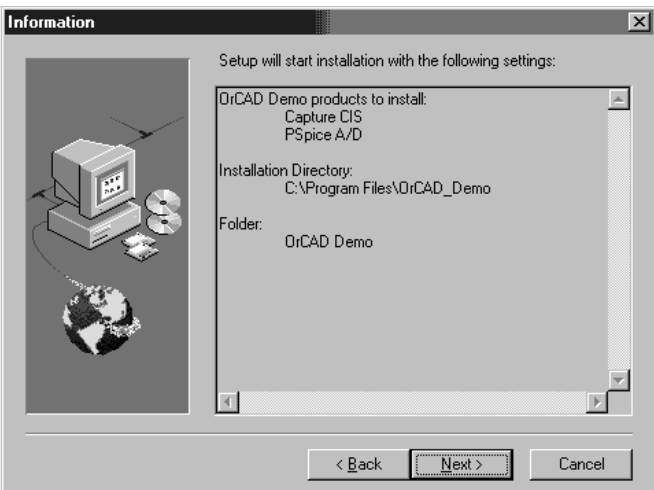 Information
Setup will start installation with the following settings:
OrCAD Demo products to install:
Capture CIS
PSpice A/D
Installation Directory:
C:\Program Files\OrCAD_Demo
Folder:
OrCAD Demo
< Back
Next >
Cancel